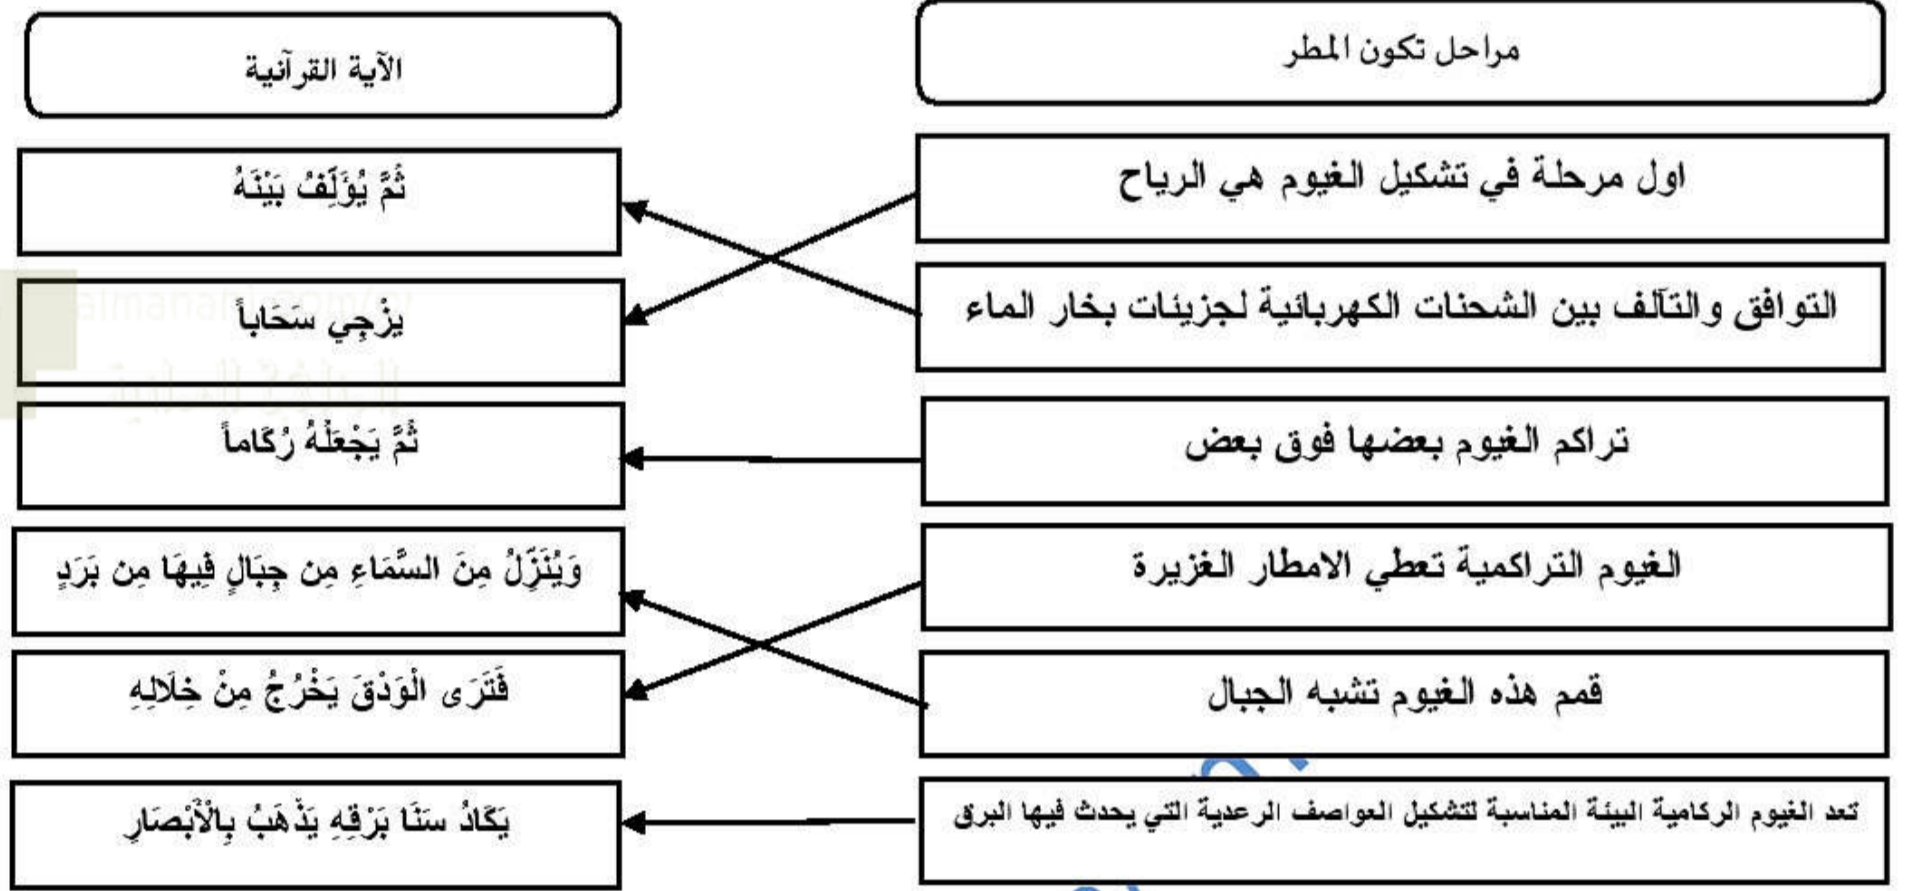 مراحل تكون المطر
الآية القرآنية
اول مرحلة في تشكيل الغيوم هي الرياح
ثُمَّ يُؤَلِّفُ بَيْنَهُ
التوافق والتآلف بين الشحنات الكهربائية لجزيئات بخار الماء
يزْجِي سَحَاباً
تراكم الغيوم بعضها فوق بعض
ثُمَّ يَجْعَلُهُ رُكَاماً
الغيوم التراكمية تعطي الامطار الغزيرة
وَيُنَزِّلُ مِنَ السَّمَاءِ مِن جِبَالٍ فِيهَا مِن بَرَدٍ
قمم هذه الغيوم تشبه الجبال
فَتَرَى الْوَدْقَ يَخْرُجُ مِنْ خِلَالِهِ
تعد الغيوم الركامية البيئة المناسبة لتشكيل العواصف الرعدية التي يحدث فيها البرق
يَكَادُ سَنَا بَرْقِهِ يَذْهَبُ بِالْأَبْصَارِ